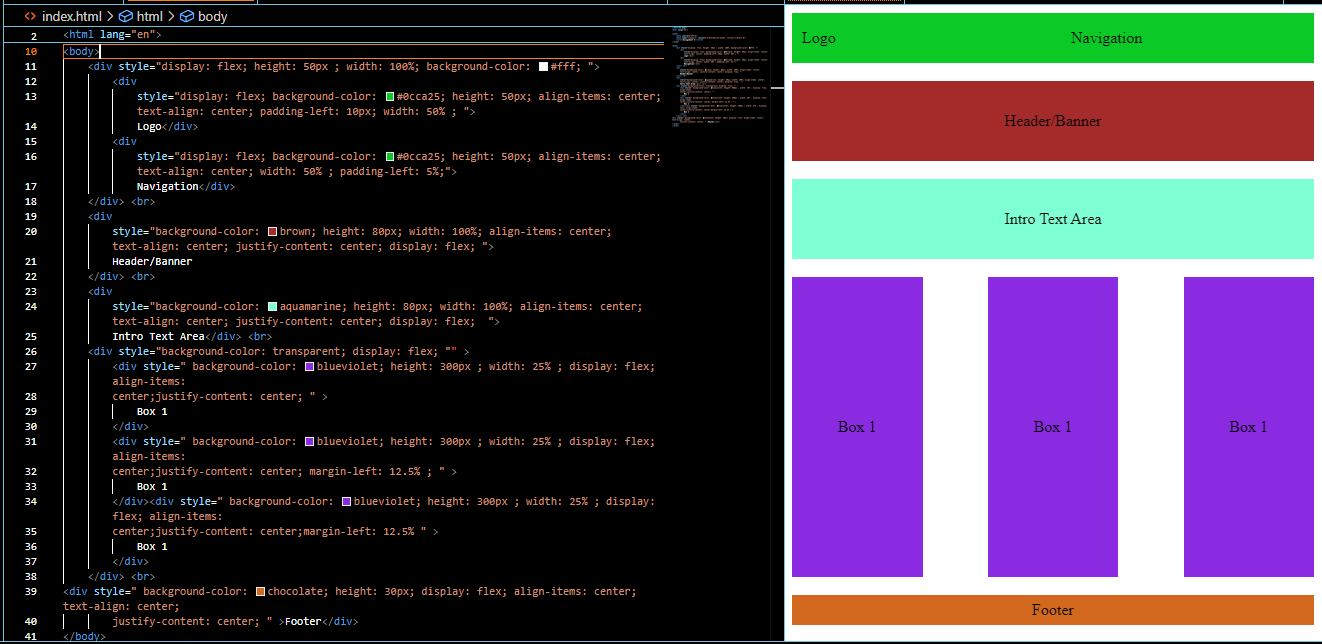 index.html > html > body
2 <html lang="en">
10 <body>
11 <div style="display: flex; height: 50px ; width: 100%; background-color: #fff; ">
12 <div
13 style="display: flex; background-color: #0cca25; height: 50px; align-items: center;
text-align: center; padding-left: 10px; width: 50% ; ">
14 Logo</div>
15 <div
16 style="display: flex; background-color: #0cca25; height: 50px; align-items: center;
text-align: center; width: 50% ; padding-left: 5%;">
17 Navigation</div>
18 </div> <br>
19 <div
20 style="background-color: brown; height: 80px; width: 100%; align-items: center;
text-align: center; justify-content: center; display: flex; ">
21 Header/Banner
22 </div> <br>
23 <div
24 style="background-color: aquamarine; height: 80px; width: 100%; align-items: center;
text-align: center; justify-content: center; display: flex;  ">
25 Intro Text Area</div> <br>
26 <div style="background-color: transparent; display: flex; "" >
27 <div style=" background-color: blueviolet; height: 300px ; width: 25% ; display: flex;
align-items:
28 center;justify-content: center; " >
29 Box 1
30 </div>
31 <div style=" background-color: blueviolet; height: 300px ; width: 25% ; display: flex;
align-items:
32 center;justify-content: center; margin-left: 12.5% ; " >
33 Box 1
34 </div><div style=" background-color: blueviolet; height: 300px ; width: 25% ; display:
flex; align-items:
35 center;justify-content: center;margin-left: 12.5% " >
36 Box 1
37 </div>
38 </div> <br>
39 <div style=" background-color: chocolate; height: 30px; display: flex; align-items: center;
text-align: center;
40 justify-content: center; " >Footer</div>
41 </body>
Logo Navigation
Header/Banner
Intro Text Area
Box 1 Box 1 Box 1
Footer